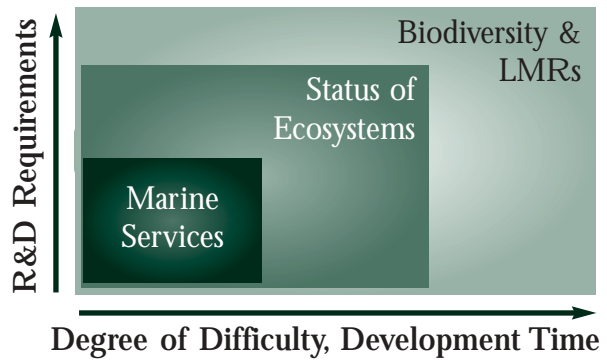 R&D Requirements
Biodiversity &
LMRs
Status of
Ecosystems
Marine
Services
Degree of Difficulty, Development Time